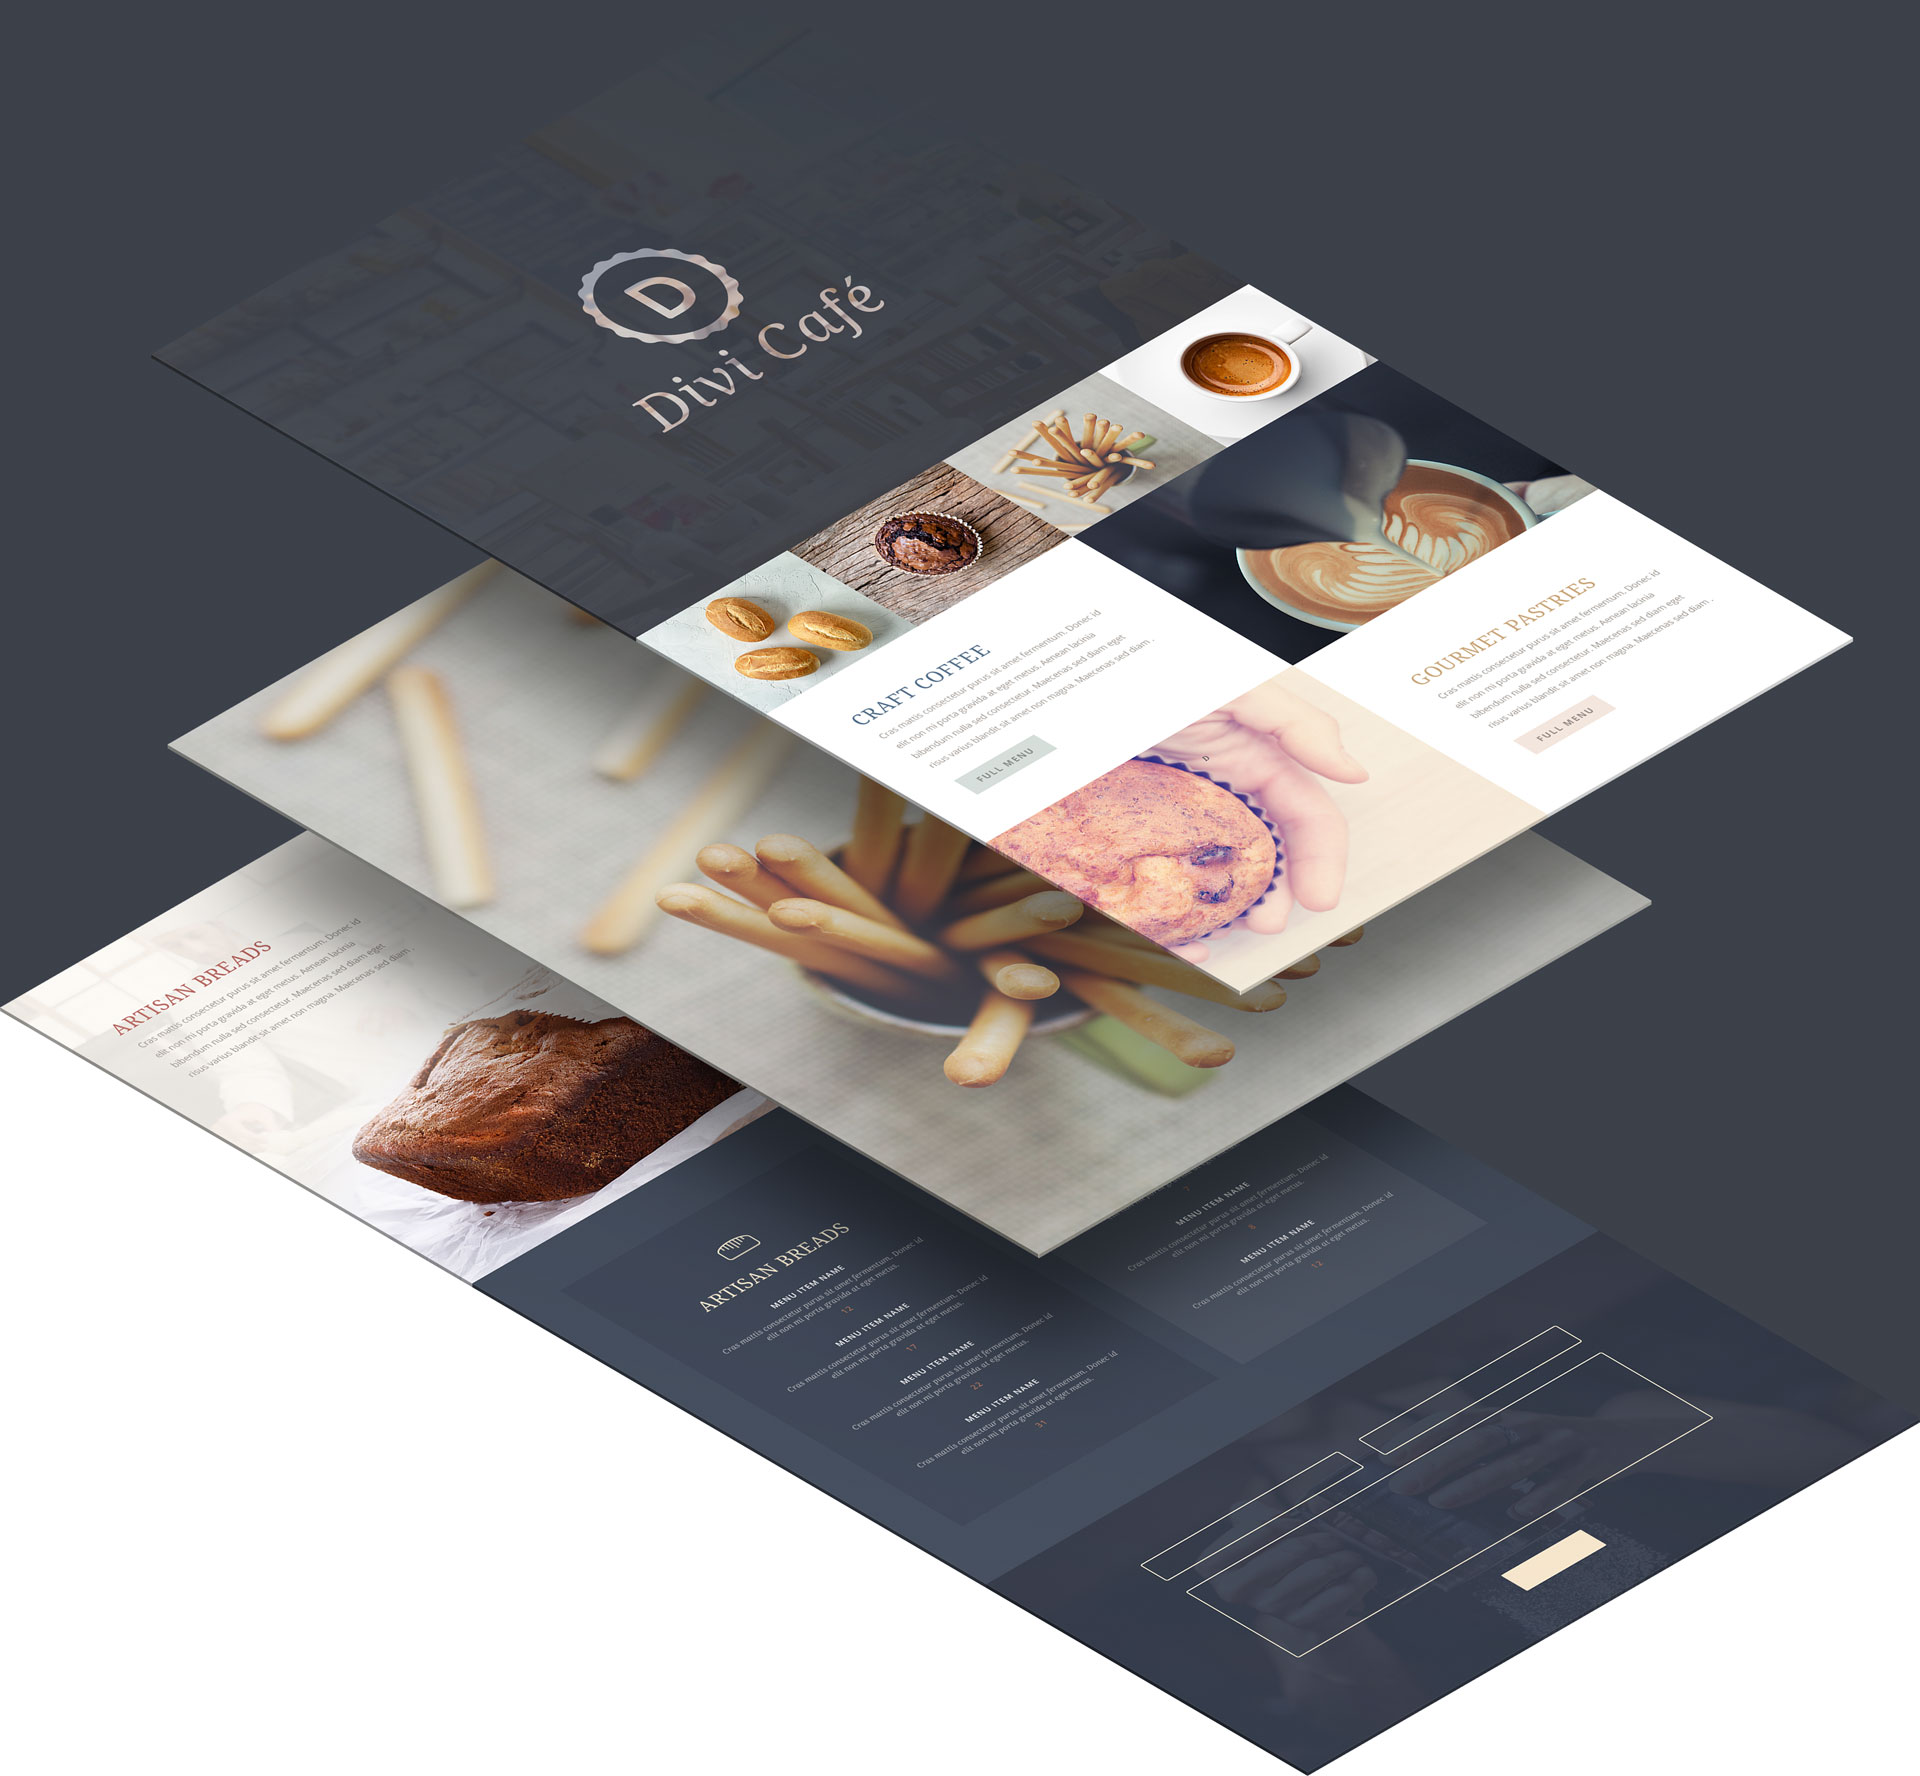 D
Divi Café
CRAFT COFFEE
Cras mattis consectetur purus sit amet fermentum. Donec id
elit non mi porta gravida at eget metus. Aenean lacinia
bibendum nulla sed consectetur. Maecenas sed diam eget
risus varius blandit sit amet non magna. Maecenas sed diam .
FULL MENU
GOURMET PASTRIES
Cras mattis consectetur purus sit amet fermentum. Donec id
elit non mi porta gravida at eget metus. Aenean lacinia
bibendum nulla sed consectetur. Maecenas sed diam eget
risus varius blandit sit amet non magna. Maecenas sed diam .
FULL MENU
D
ARTISAN BREADS
Cras mattis consectetur purus sit amet fermentum. Donec id
elit non mi porta gravida at eget metus. Aenean lacinia
bibendum nulla sed consectetur. Maecenas sed diam eget
risus varius blandit sit amet non magna. Maecenas sed diam .
ARTISAN BREADS
MENU ITEM NAME
Cras mattis consectetur purus sit amet fermentum. Donec id
elit non mi porta gravida at eget metus.
12
MENU ITEM NAME
Cras mattis consectetur purus sit amet fermentum. Donec id
elit non mi porta gravida at eget metus.
17
MENU ITEM NAME
Cras mattis consectetur purus sit amet fermentum. Donec id
elit non mi porta gravida at eget metus.
22
MENU ITEM NAME
Cras mattis consectetur purus sit amet fermentum. Donec id
elit non mi porta gravida at eget metus.
31
MENU ITEM NAME
Cras mattis consectetur purus sit amet fermentum. Donec id
elit non mi porta gravida at eget metus.
8
MENU ITEM NAME
Cras mattis consectetur purus sit amet fermentum. Donec id
elit non mi porta gravida at eget metus.
12